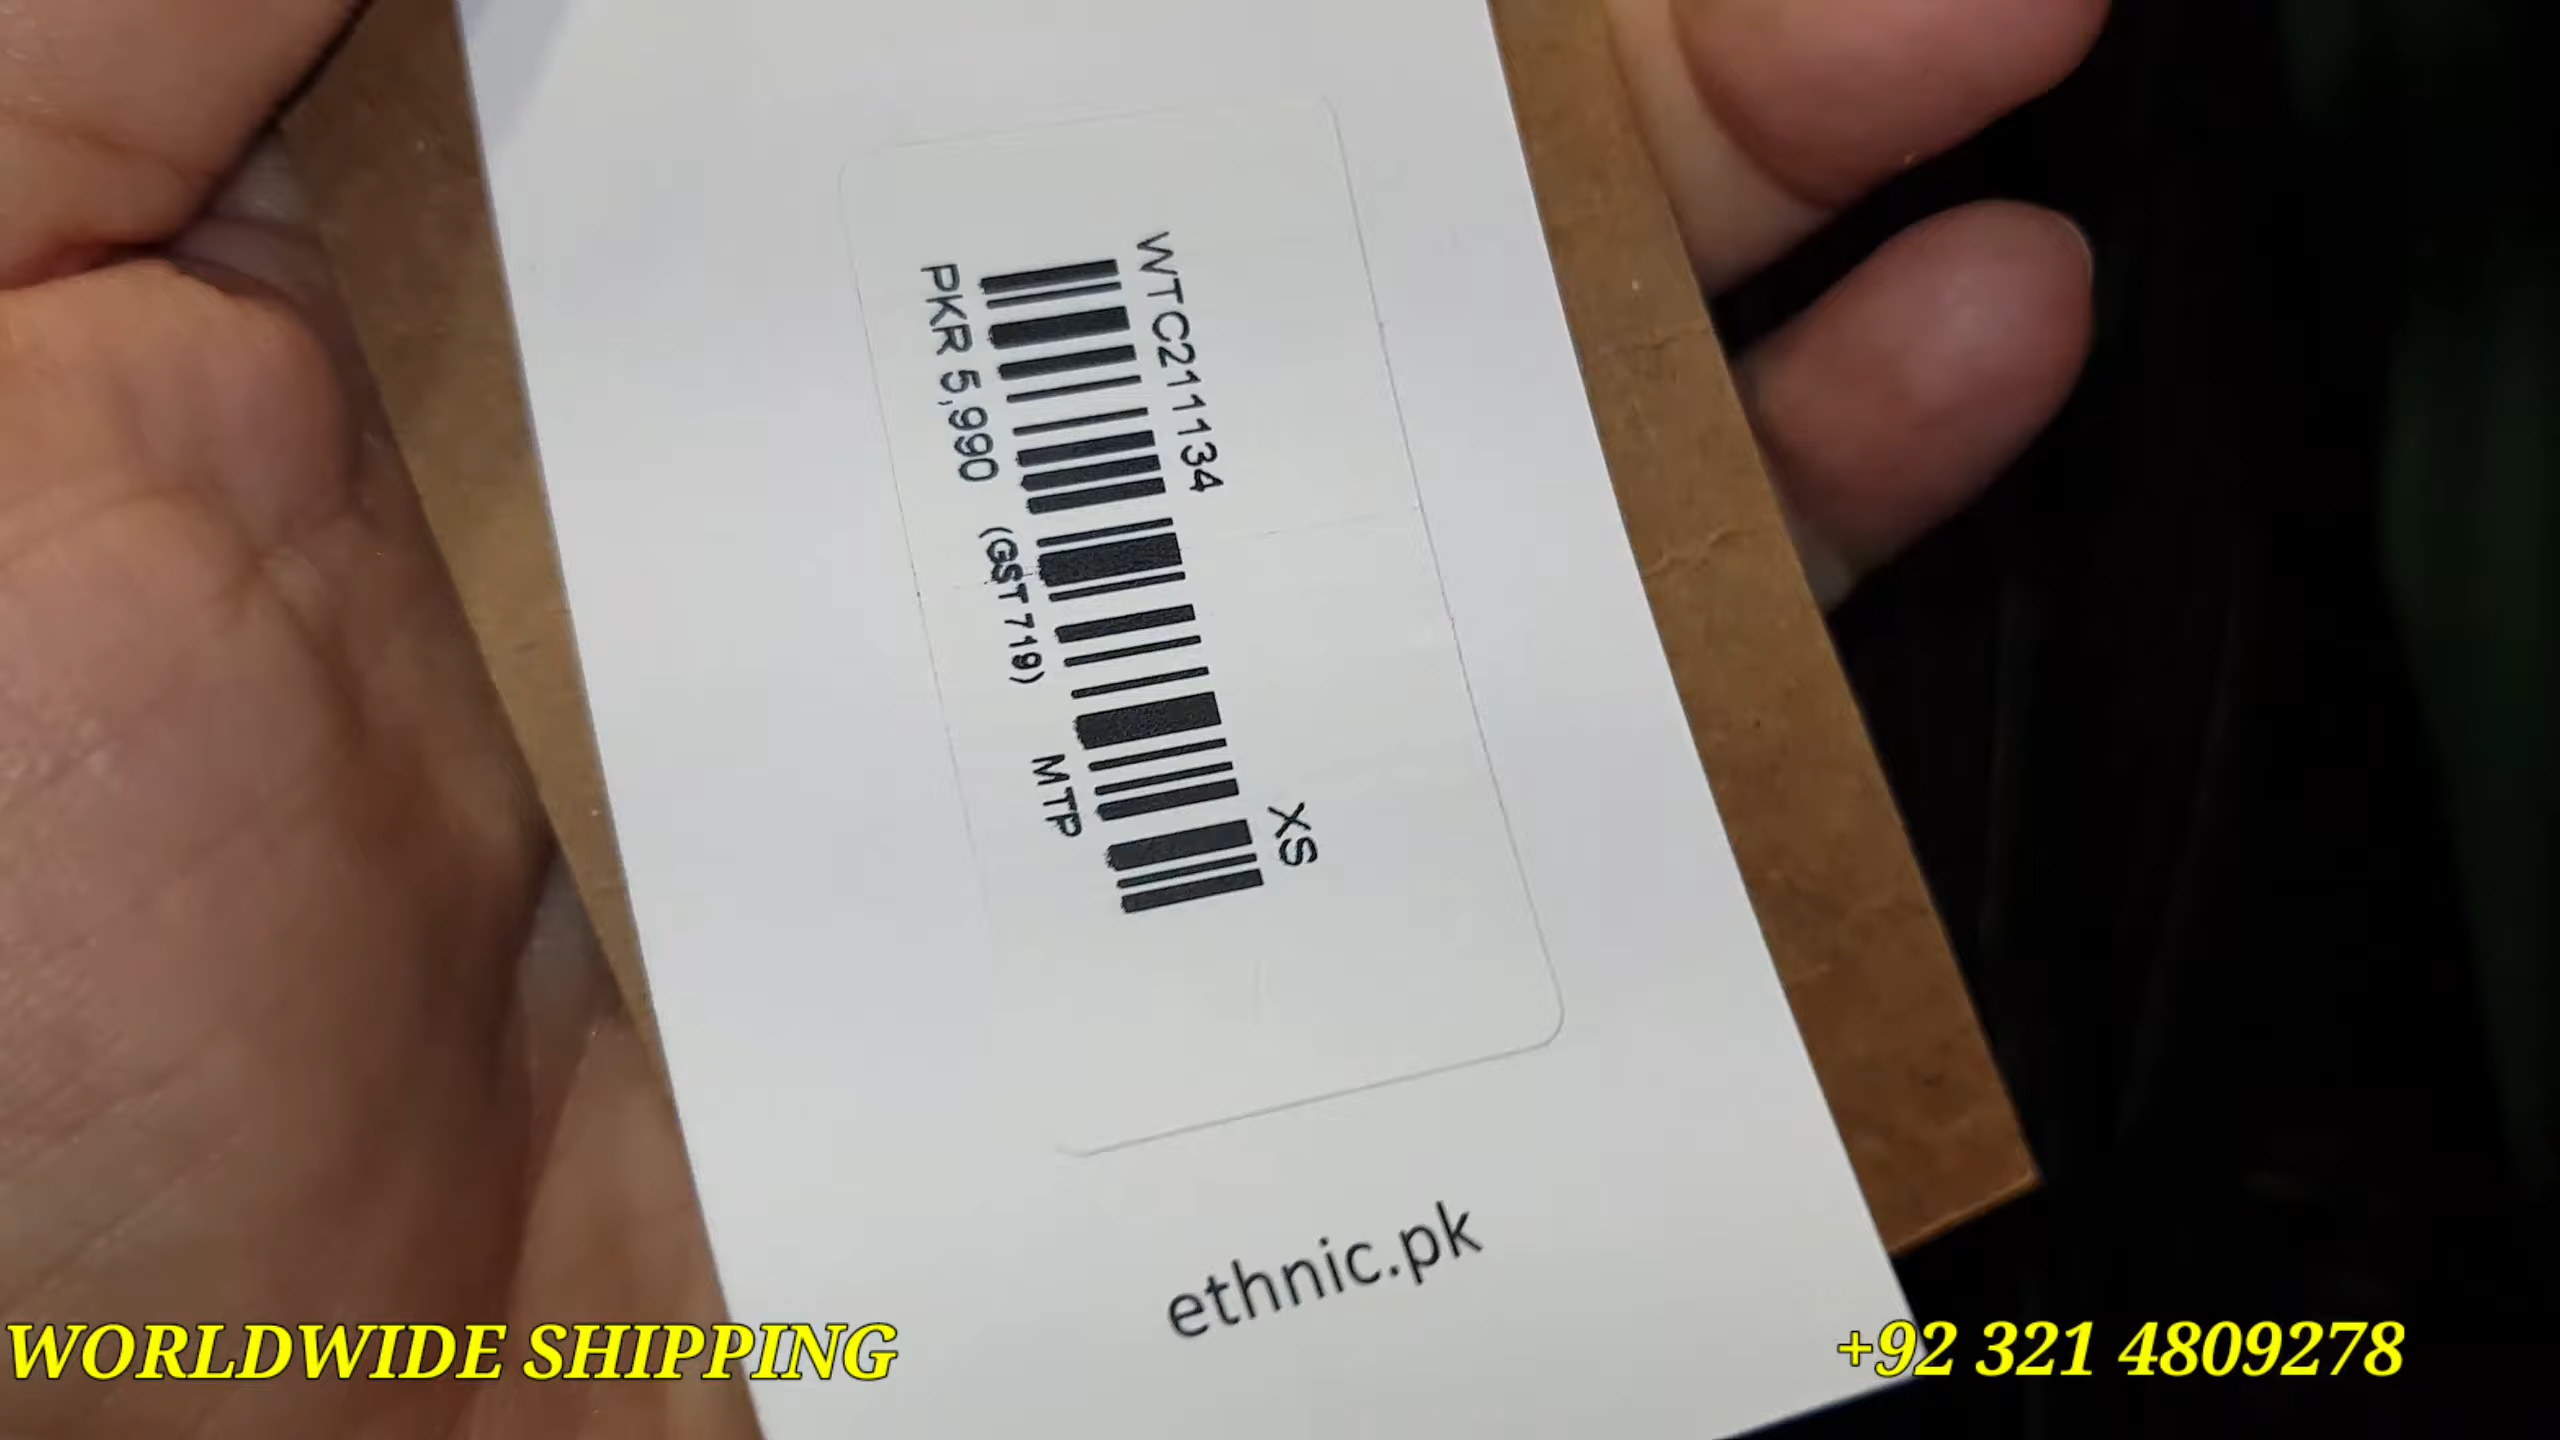 WTC211134 XS
PKR 5,990 (GST 719) MTP
ethnic.pk
WORLDWIDE SHIPPING
+92 321 4809278